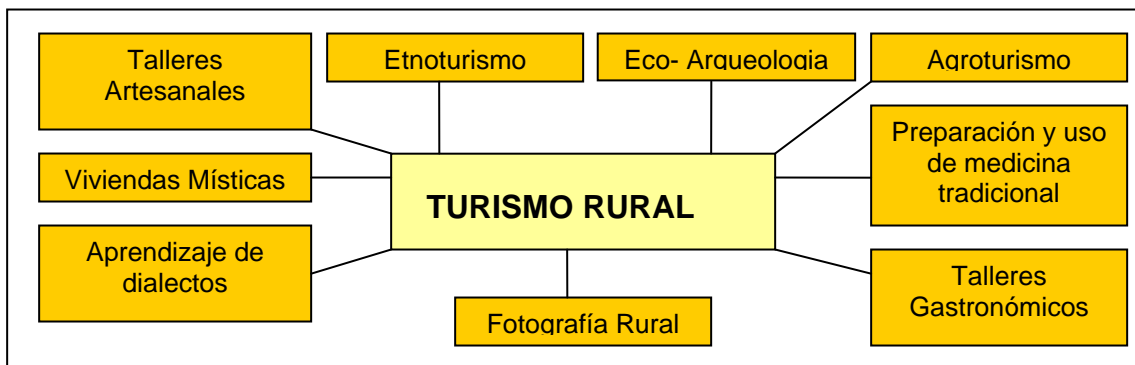 Talleres
Artesanales
Etnoturismo
Eco- Arqueologia
Agroturismo
Viviendas Místicas
TURISMO RURAL
Preparación y uso
de medicina
tradicional
Aprendizaje de
dialectos
Fotografía Rural
Talleres
Gastronómicos